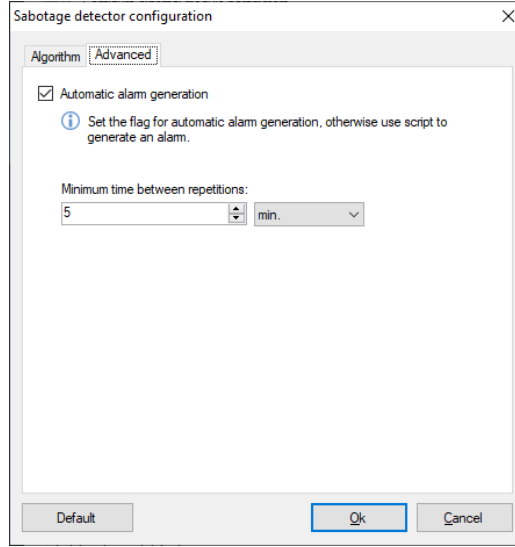 Sabotage detector configuration
Algorithm
Advanced
Automatic alarm generation
Set the flag for automatic alarm generation, otherwise use script to
generate an alarm.
Minimum time between repetitions:
5
min.
Default
Ok
Cancel